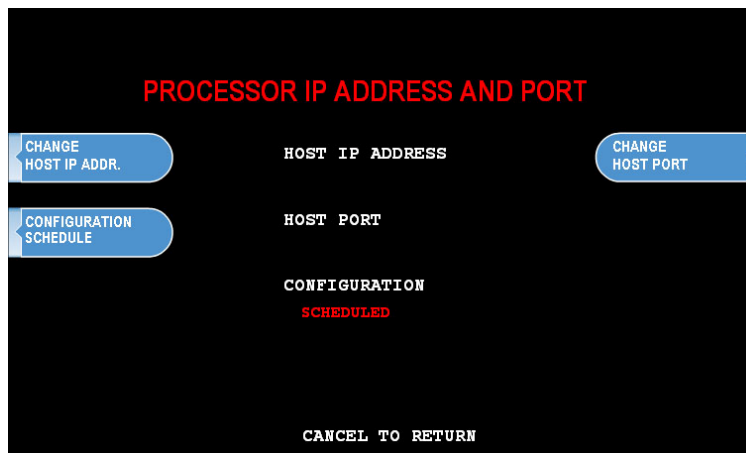 PROCESSOR IP ADDRESS AND PORT
CHANGE
HOST IP ADDR.
HOST IP ADDRESS
CHANGE
HOST PORT
CONFIGURATION
SCHEDULE
HOST PORT
CONFIGURATION
SCHEDULED
CANCEL TO RETURN